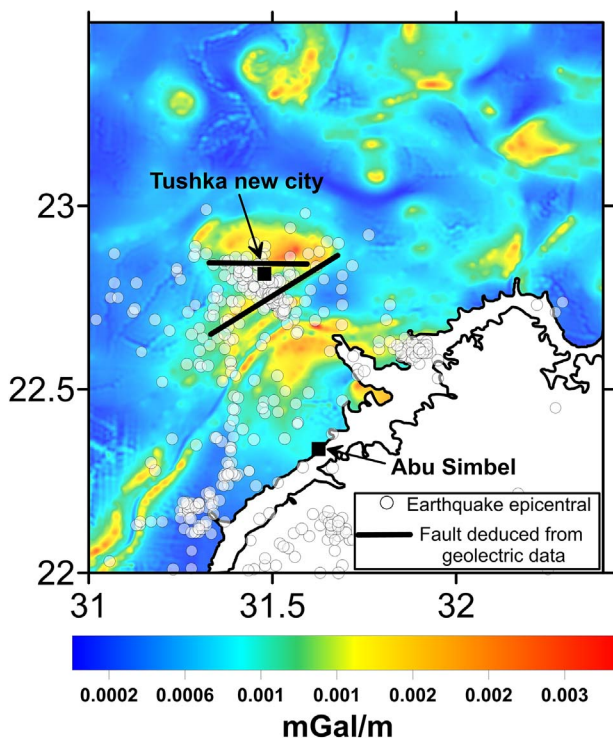 Tushka new city
23
22.5
Abu Simbel
Earthquake epicentral
Fault deduced from
geolectric data
22
31
31.5
32
0.0002
0.0006
0.001
0.001
0.002
0.002
0.003
mGal/m